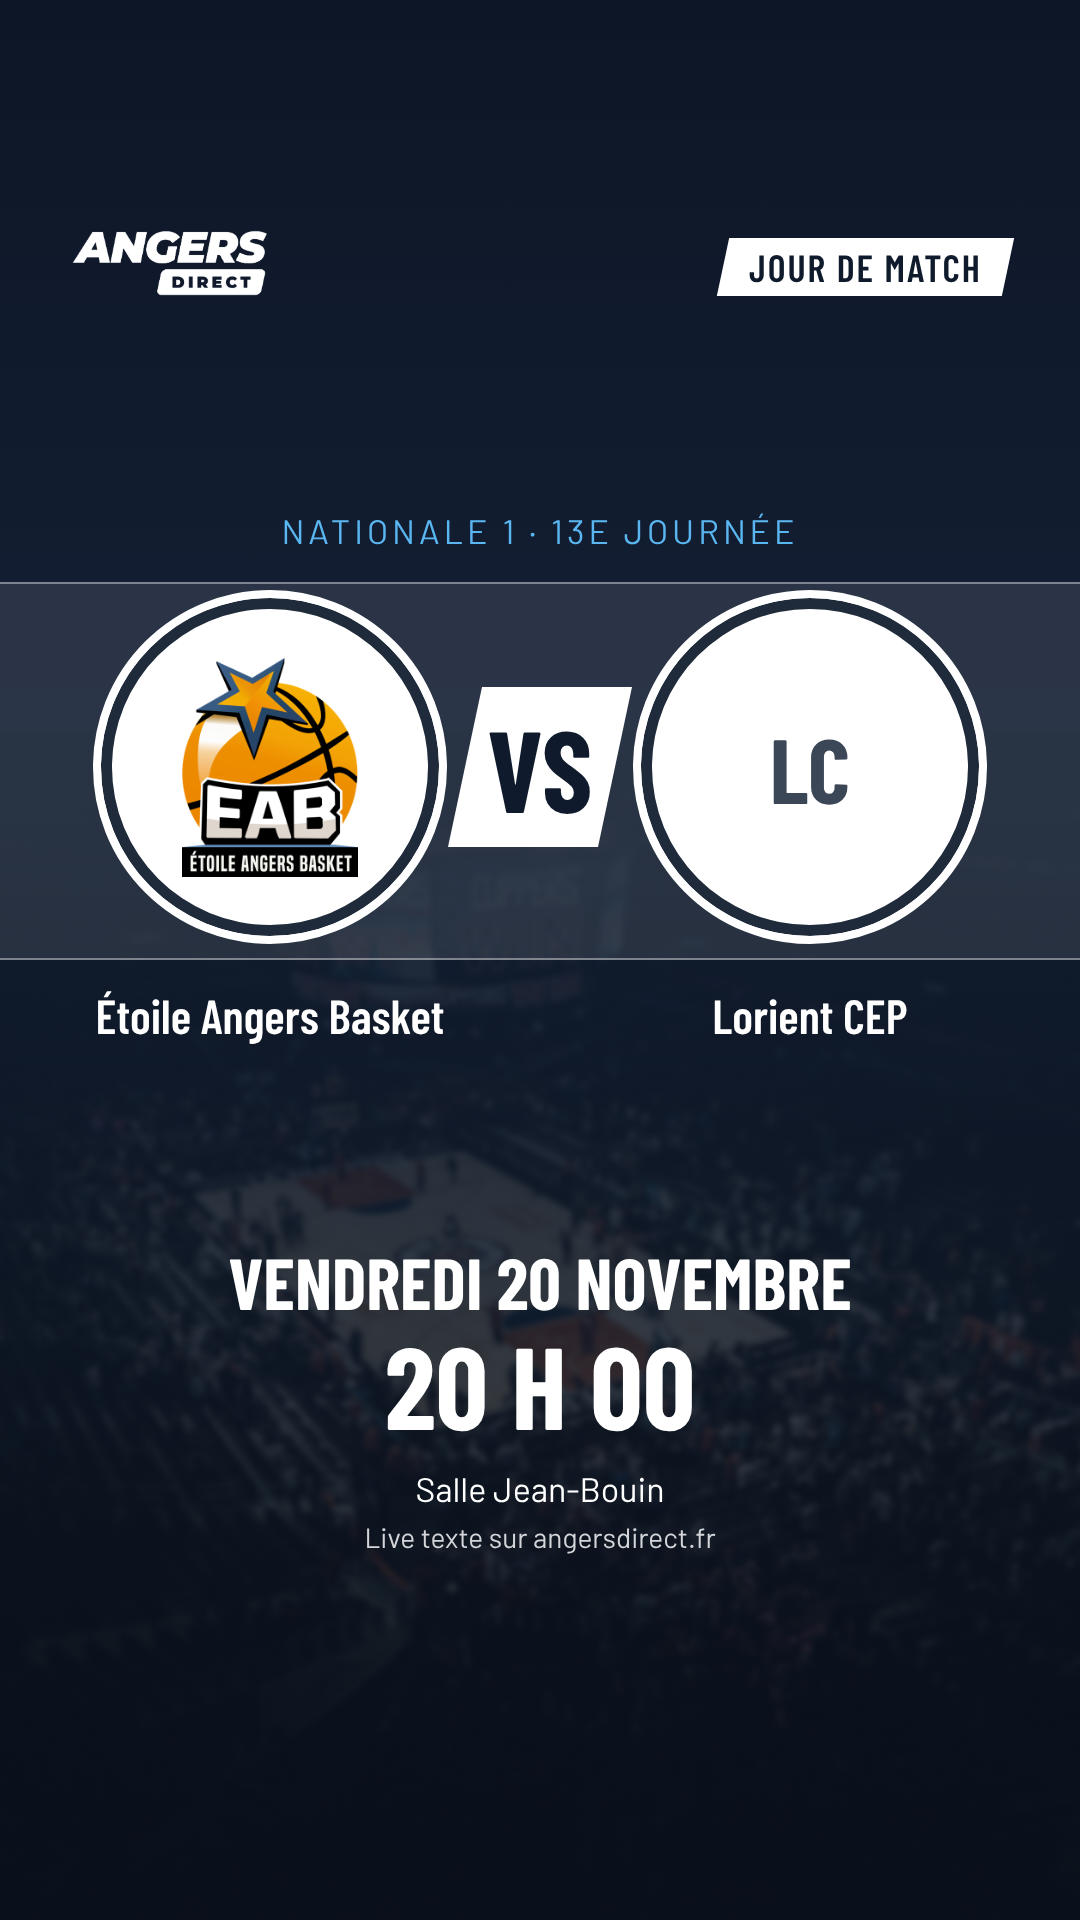 ANGERS
DIRECT
JOUR DE MATCH
NATIONALE 1 · 13E JOURNÉE
EAB
ÉTOILE ANGERS BASKET
VS
LC
Étoile Angers Basket
Lorient CEP
VENDREDI 20 NOVEMBRE
20 H 00
Salle Jean-Bouin
Live texte sur angersdirect.fr